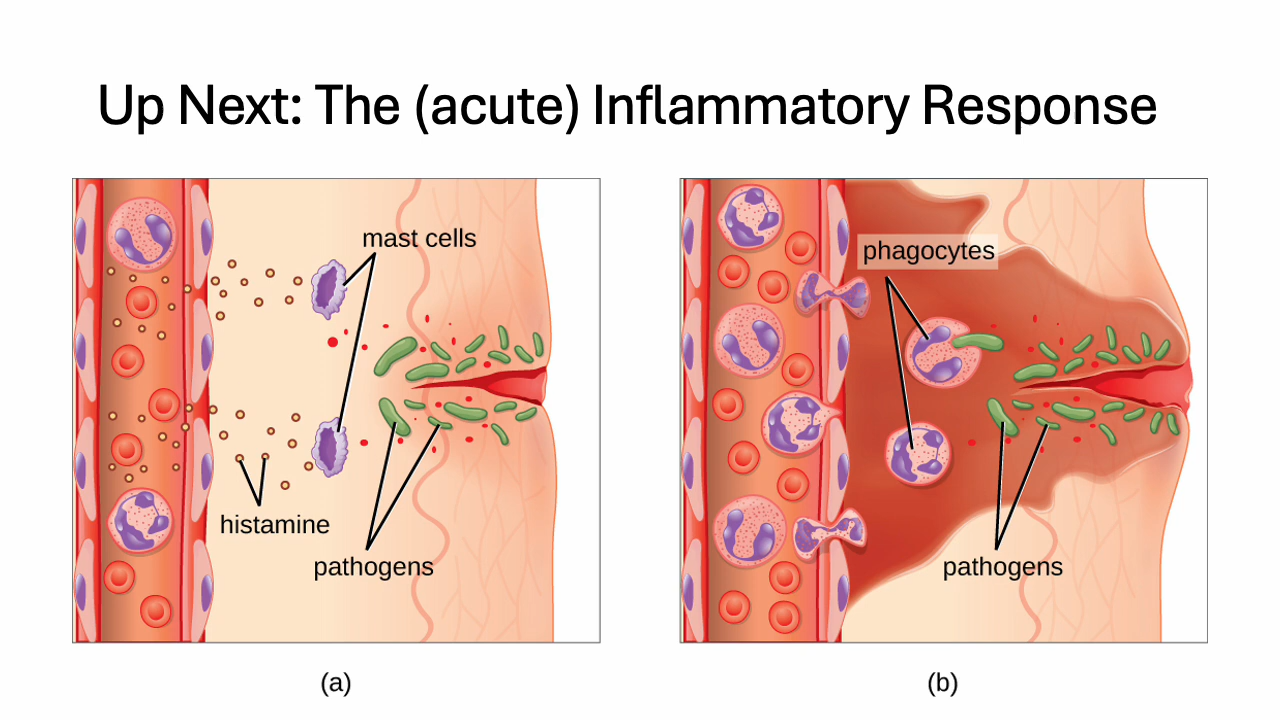 Up Next: The (acute) Inflammatory Response
mast cells
histamine
pathogens
(a)
phagocytes
pathogens
(b)